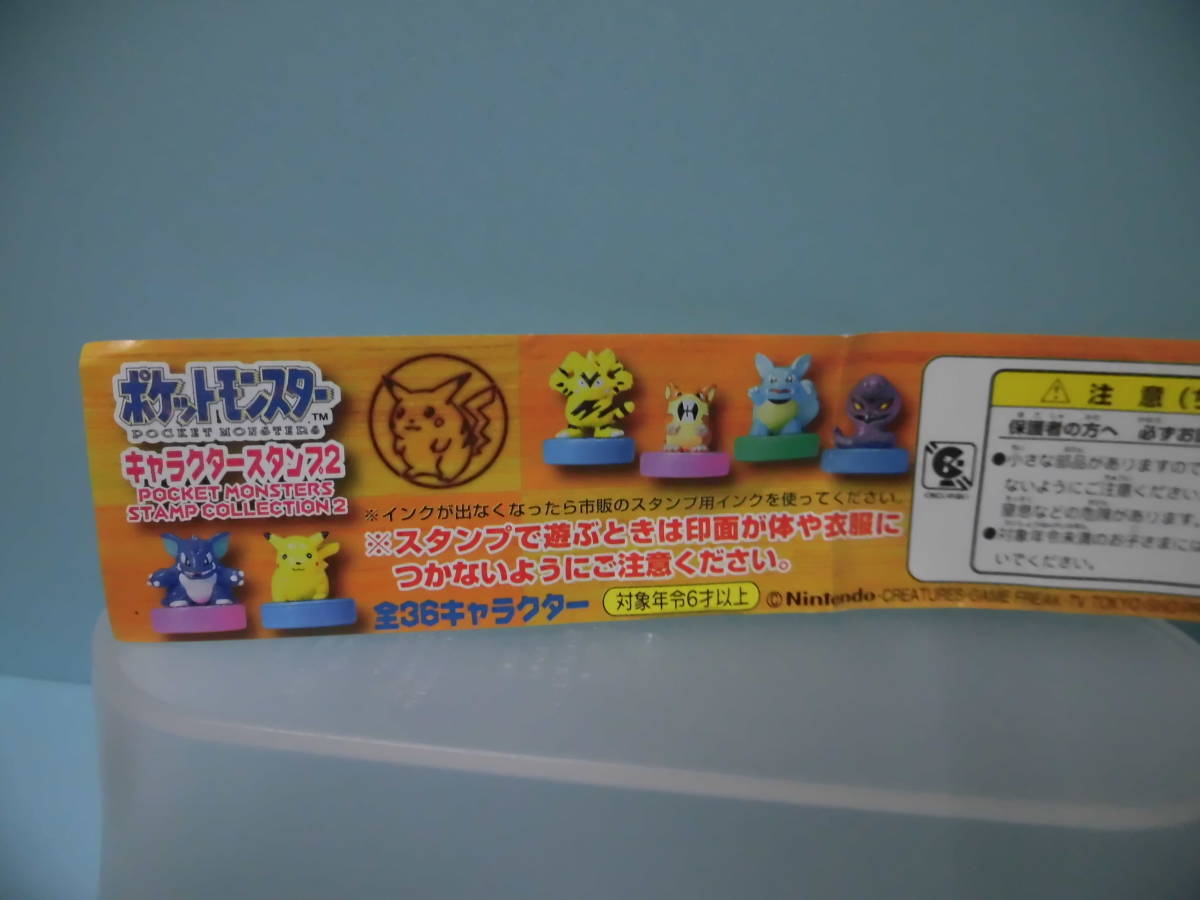 ポケットモンスター™
POCKET MONSTERS
キャラクタースタンプ2
POCKET MONSTERS
STAMP COLLECTION 2
※インクが出なくなったら市販のスタンプ用インクを使ってください。
※スタンプで遊ぶときは印面が体や衣服に
つかないようにご注意ください。
全36キャラクター
対象年令6才以上
©Nintendo・CREATURES・GAME FREAK・TV TOKYO・SHO
⚠ 注意
保護者の方へ 必ずお
●小さな部品がありますので
ないようにご注意ください
窒息などの危険があります
●対象年令未満のお子さまに
いでください。